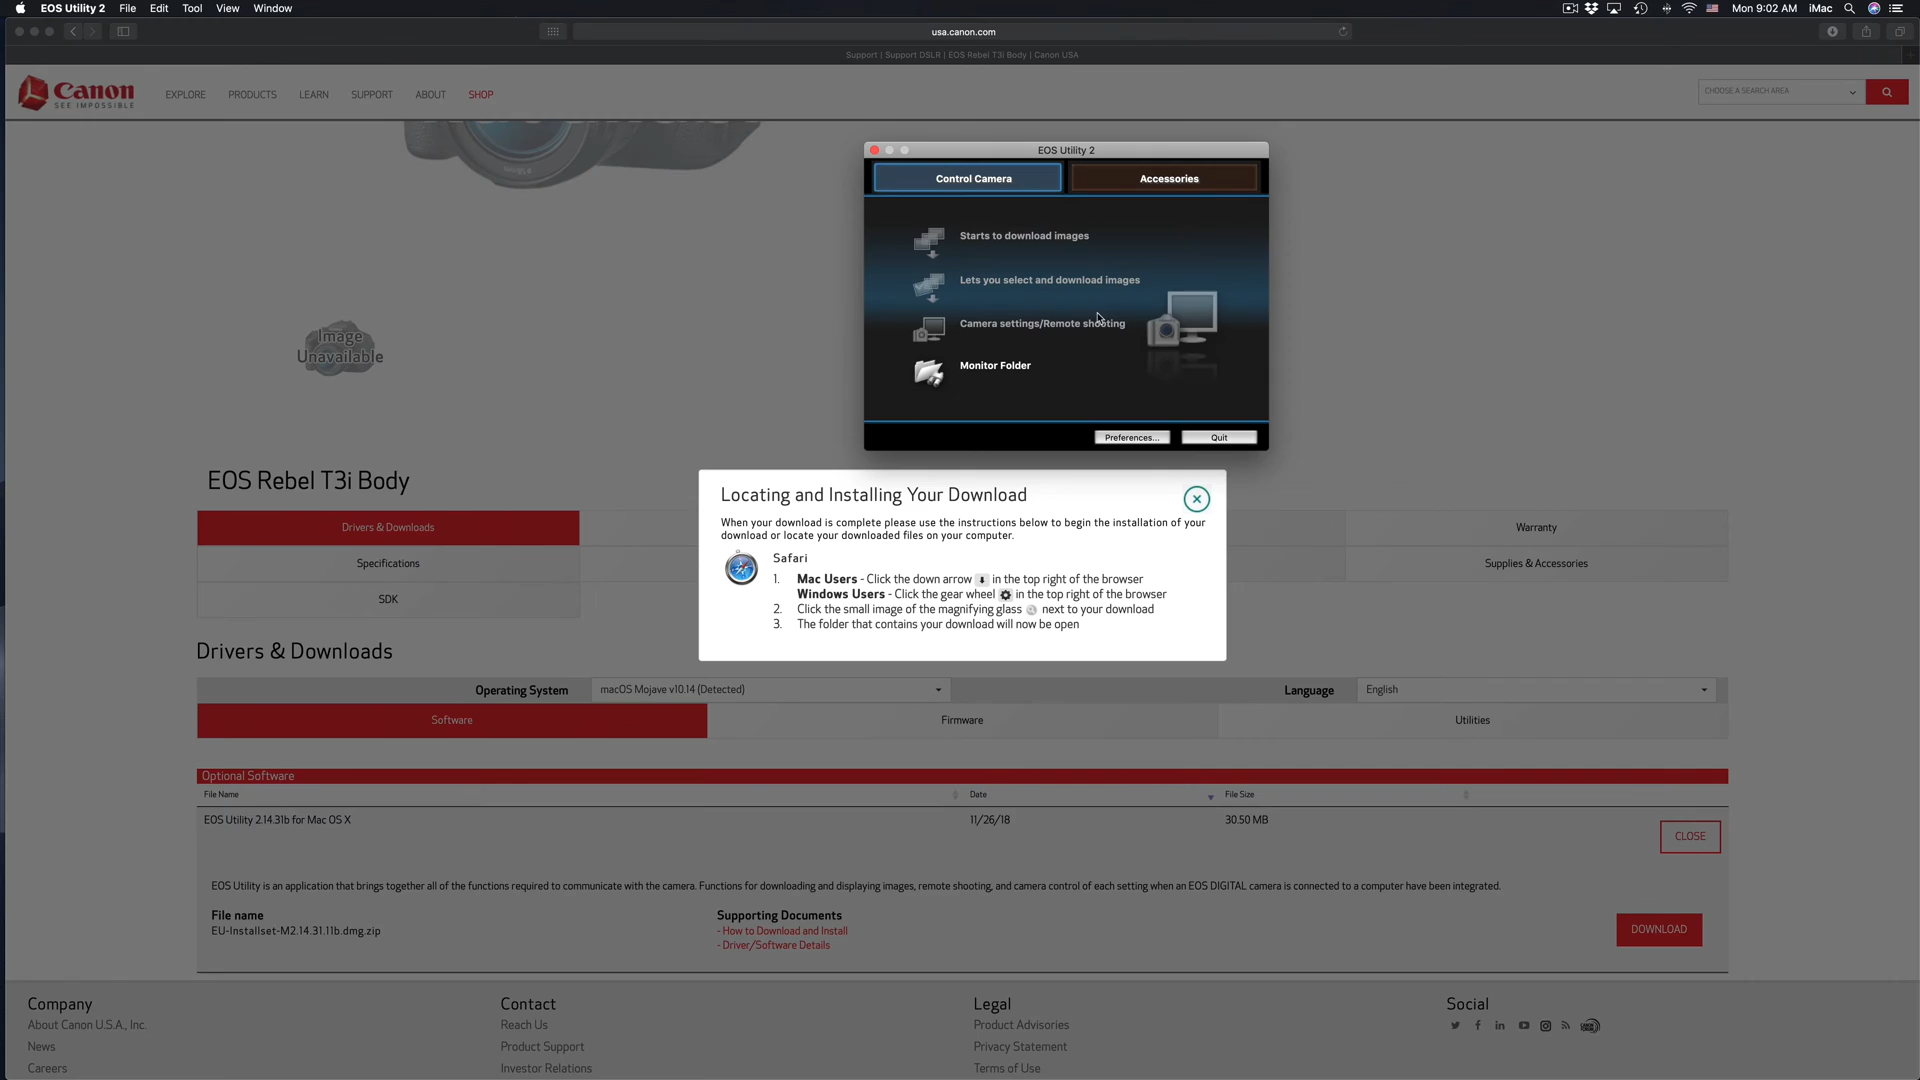 EOS Utility 2 File Edit Tool View Window
Mon 9:02 AM iMac
usa.canon.com
Support | Support DSLR | EOS Rebel T3i Body | Canon USA
Canon
SEE IMPOSSIBLE
EXPLORE PRODUCTS LEARN SUPPORT ABOUT SHOP
CHOOSE A SEARCH AREA
EOS Utility 2
Control Camera Accessories
Starts to download images
Lets you select and download images
Camera settings/Remote shooting
Monitor Folder
Preferences... Quit
Image
Unavailable
EOS Rebel T3i Body
Drivers & Downloads
Warranty
Specifications
Supplies & Accessories
SDK
Locating and Installing Your Download
When your download is complete please use the instructions below to begin the installation of your
download or locate your downloaded files on your computer.
Safari
1. Mac Users - Click the down arrow in the top right of the browser
Windows Users - Click the gear wheel in the top right of the browser
2. Click the small image of the magnifying glass next to your download
3. The folder that contains your download will now be open
Drivers & Downloads
Operating System macOS Mojave v10.14 (Detected) Language English
Software Firmware Utilities
Optional Software
File Name Date File Size
EOS Utility 2.14.31b for Mac OS X 11/26/18 30.50 MB
CLOSE
EOS Utility is an application that brings together all of the functions required to communicate with the camera. Functions for downloading and displaying images, remote shooting, and camera control of each setting when an EOS DIGITAL camera is connected to a computer have been integrated.
File name Supporting Documents
EU-Installset-M2.14.31.11b.dmg.zip - How to Download and Install
- Driver/Software Details
DOWNLOAD
Company Contact Legal Social
About Canon U.S.A., Inc. Reach Us Product Advisories
News Product Support Privacy Statement
Careers Investor Relations Terms of Use